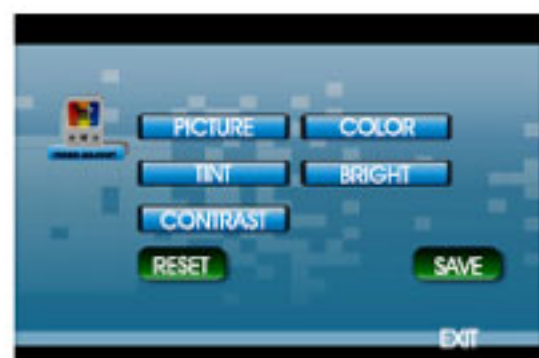 PICTURE COLOR
TINT BRIGHT
CONTRAST
RESET SAVE
EXIT